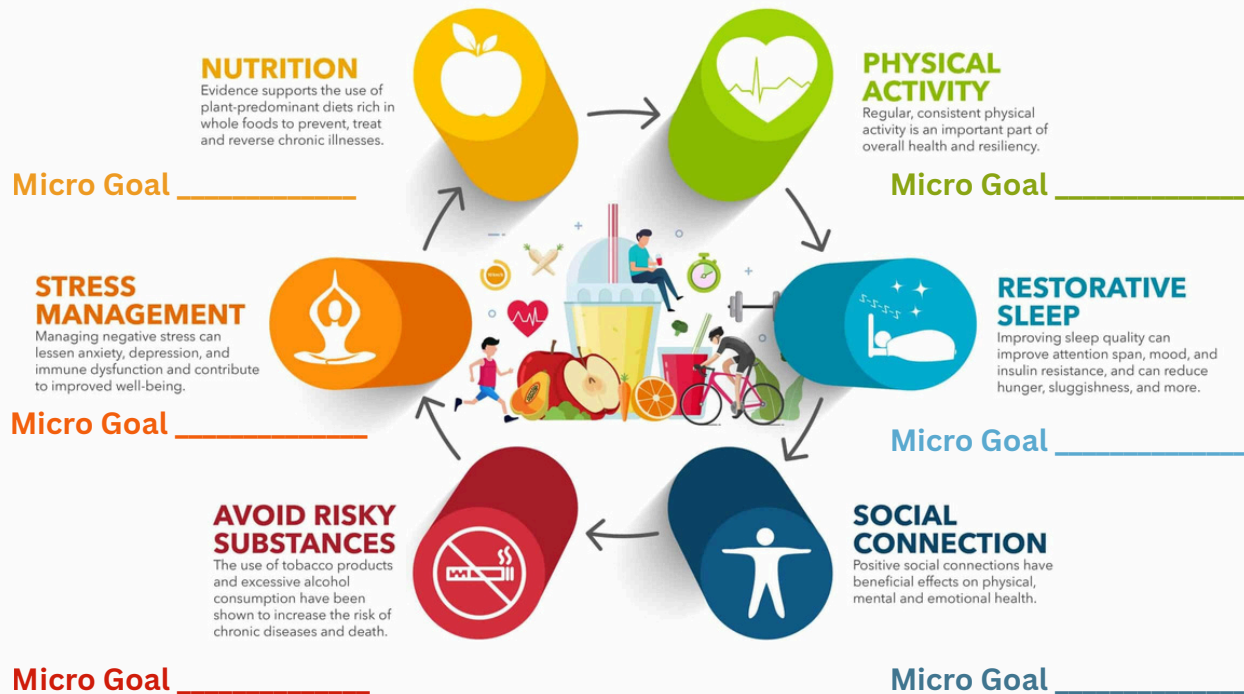 NUTRITION
Evidence supports the use of
plant-predominant diets rich in
whole foods to prevent, treat
and reverse chronic illnesses.
Micro Goal _____________
PHYSICAL
ACTIVITY
Regular, consistent physical
activity is an important part of
overall health and resiliency.
Micro Goal ______________
STRESS
MANAGEMENT
Managing negative stress can
lessen anxiety, depression, and
immune dysfunction and contribute
to improved well-being.
Micro Goal ______________
RESTORATIVE
SLEEP
Improving sleep quality can
improve attention span, mood, and
insulin resistance, and can reduce
hunger, sluggishness, and more.
Micro Goal ______________
AVOID RISKY
SUBSTANCES
The use of tobacco products
and excessive alcohol
consumption have been
shown to increase the risk of
chronic diseases and death.
Micro Goal ______________
SOCIAL
CONNECTION
Positive social connections have
beneficial effects on physical,
mental and emotional health.
Micro Goal ______________